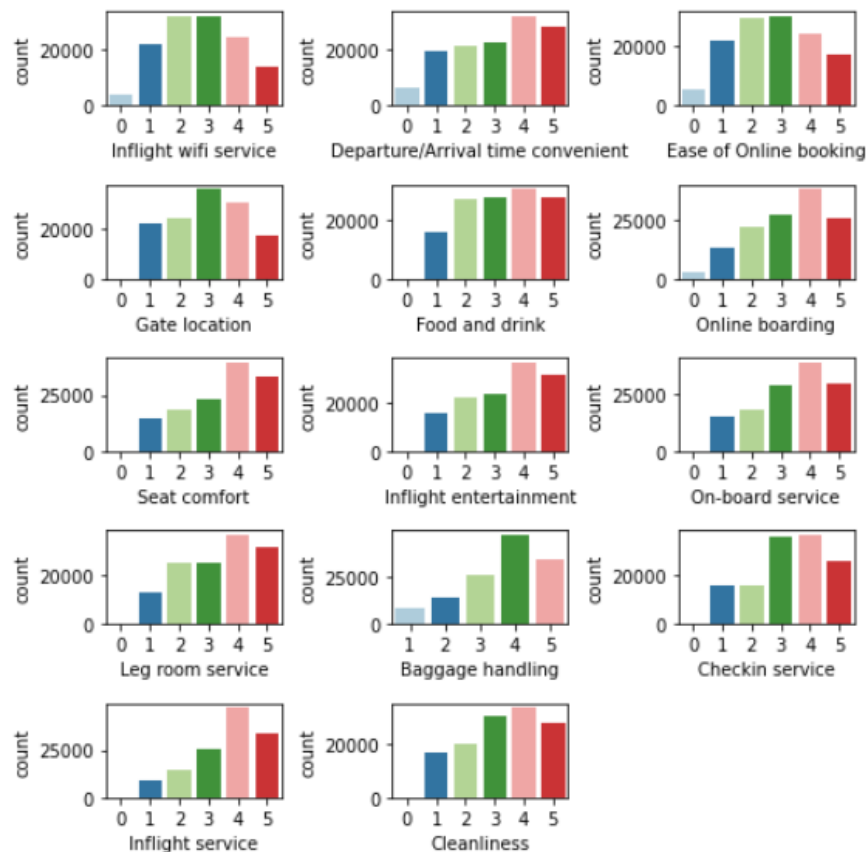 count 20000 0
0 1 2 3 4 5
Inflight wifi service
count 20000 0
0 1 2 3 4 5
Departure/Arrival time convenient
count 20000 0
0 1 2 3 4 5
Ease of Online booking
count 20000 0
0 1 2 3 4 5
Gate location
count 20000 0
0 1 2 3 4 5
Food and drink
count 25000 0
0 1 2 3 4 5
Online boarding
count 25000 0
0 1 2 3 4 5
Seat comfort
count 20000 0
0 1 2 3 4 5
Inflight entertainment
count 25000 0
0 1 2 3 4 5
On-board service
count 20000 0
0 1 2 3 4 5
Leg room service
count 25000 0
1 2 3 4 5
Baggage handling
count 20000 0
0 1 2 3 4 5
Checkin service
count 25000 0
0 1 2 3 4 5
Inflight service
count 20000 0
0 1 2 3 4 5
Cleanliness